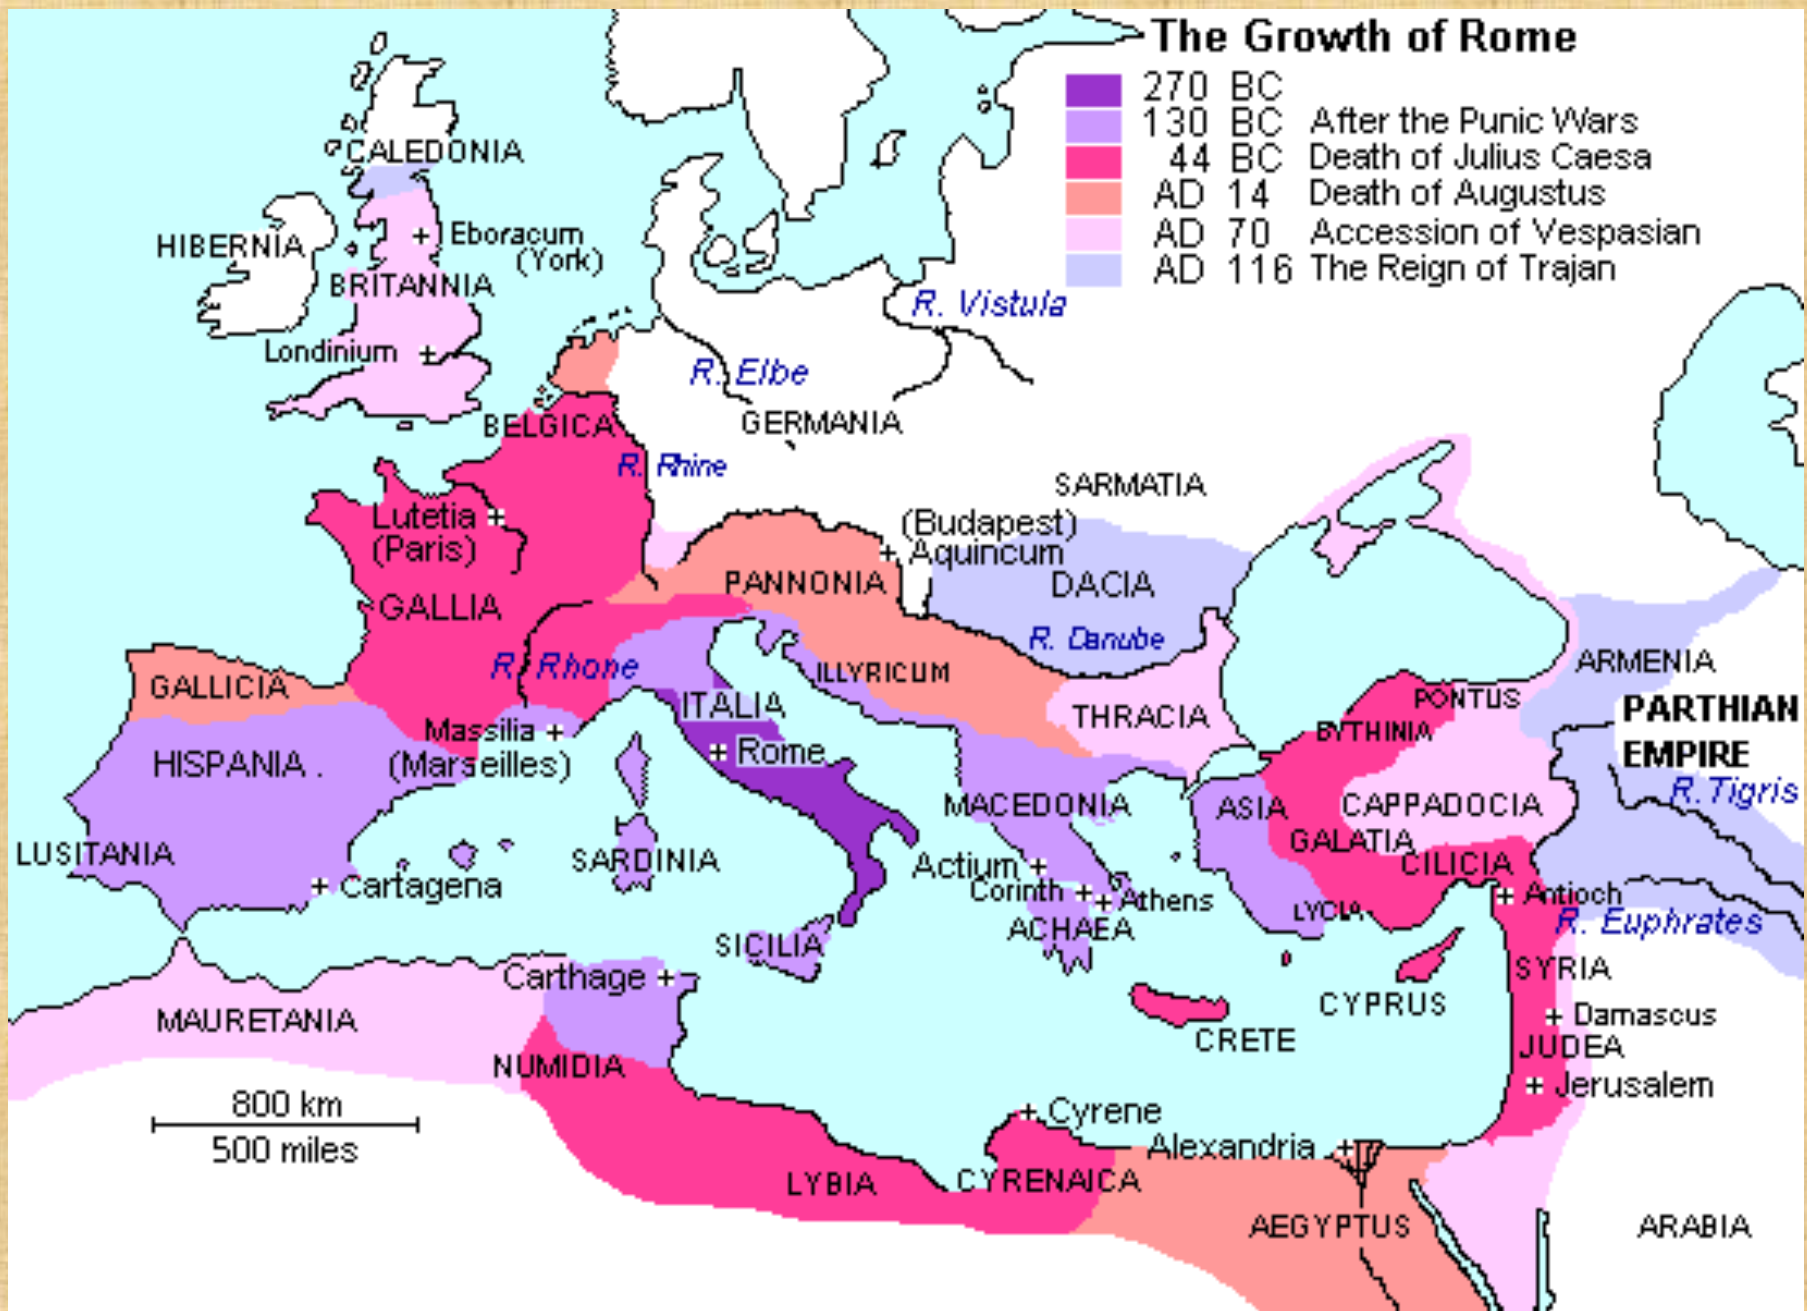 The Growth of Rome
270 BC
130 BC After the Punic Wars
44 BC Death of Julius Caesa
AD 14 Death of Augustus
AD 70 Accession of Vespasian
AD 116 The Reign of Trajan
CALEDONIA
HIBERNIA
Eboracum
(York)
BRITANNIA
Londinium
R. Vistula
R. Elbe
GERMANIA
BELGICA
R. Rhine
SARMATIA
Lutetia
(Paris)
(Budapest)
Aquincum
PANNONIA
DACIA
GALLIA
R. Danube
R. Rhone
ILLYRICUM
ARMENIA
GALLICIA
ITALIA
THRACIA
PONTUS
BYTHINIA
PARTHIAN
EMPIRE
Massilia
(Marseilles)
HISPANIA .
Rome
R. Tigris
MACEDONIA
ASIA
CAPPADOCIA
GALATIA
LUSITANIA
SARDINIA
Actium
CILICIA
Cartagena
Corinth
Athens
Antioch
LYCIA
R. Euphrates
ACHAEA
SICILIA
Carthage
SYRIA
CYPRUS
Damascus
MAURETANIA
CRETE
JUDEA
NUMIDIA
Jerusalem
800 km
500 miles
Cyrene
Alexandria
LYBIA
CYRENAICA
AEGYPTUS
ARABIA